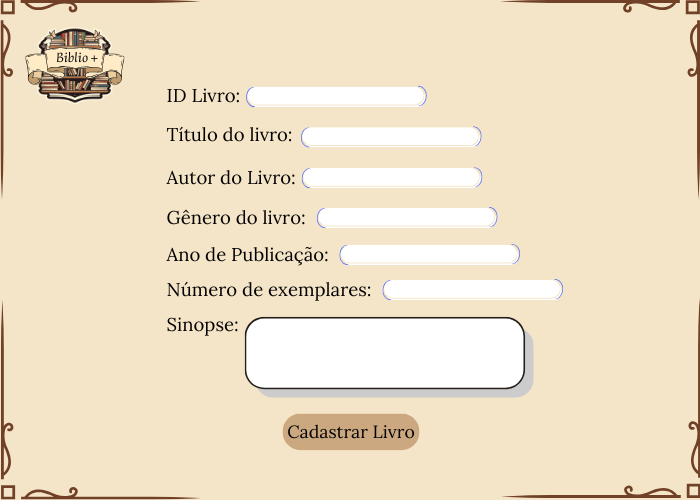 Biblio +
ID Livro:
Título do livro:
Autor do Livro:
Gênero do livro:
Ano de Publicação:
Número de exemplares:
Sinopse:
Cadastrar Livro